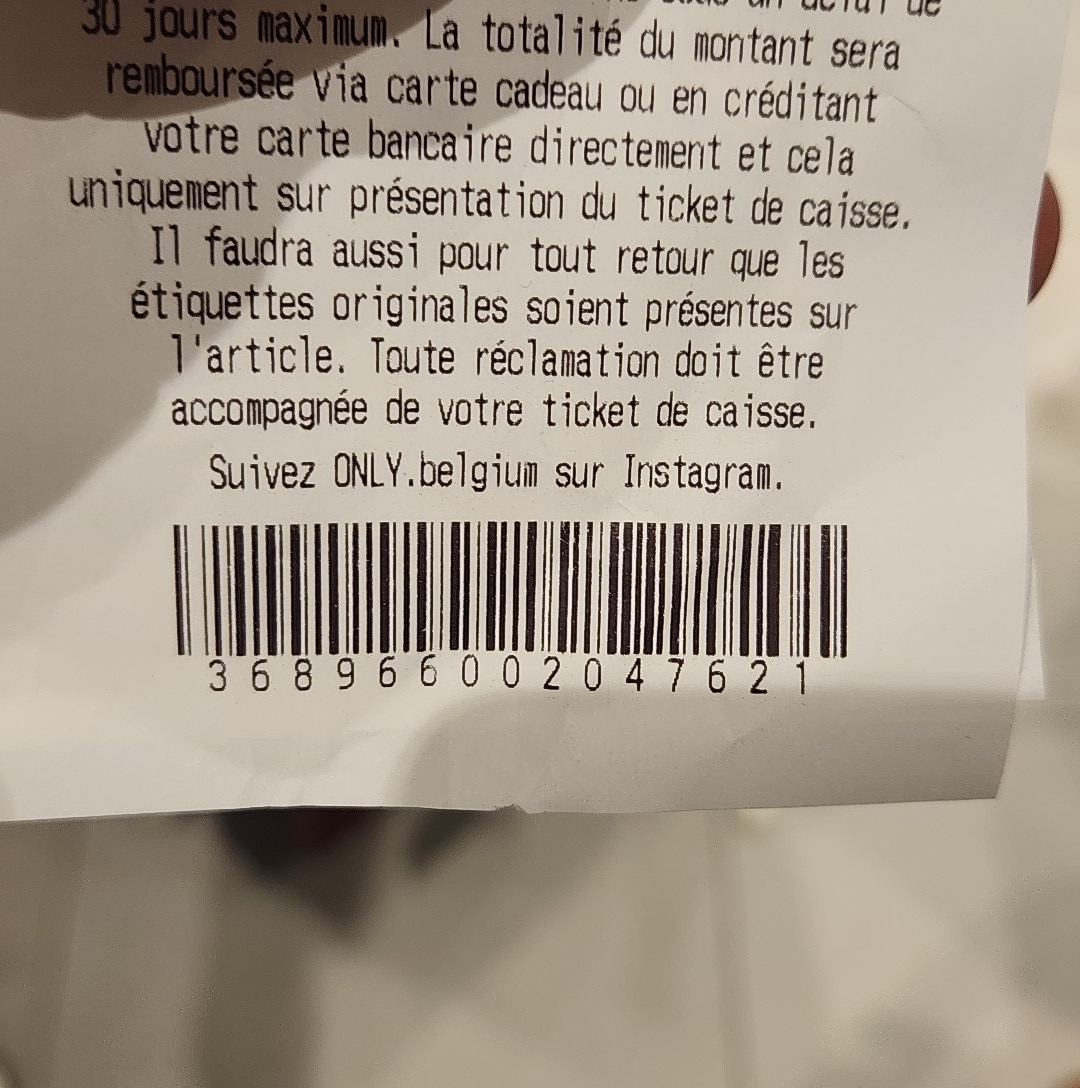 30 jours maximum. La totalité du montant sera
remboursée via carte cadeau ou en créditant
votre carte bancaire directement et cela
uniquement sur présentation du ticket de caisse.
Il faudra aussi pour tout retour que les
étiquettes originales soient présentes sur
l'article. Toute réclamation doit être
accompagnée de votre ticket de caisse.
Suivez ONLY.belgium sur Instagram.
368966002047621